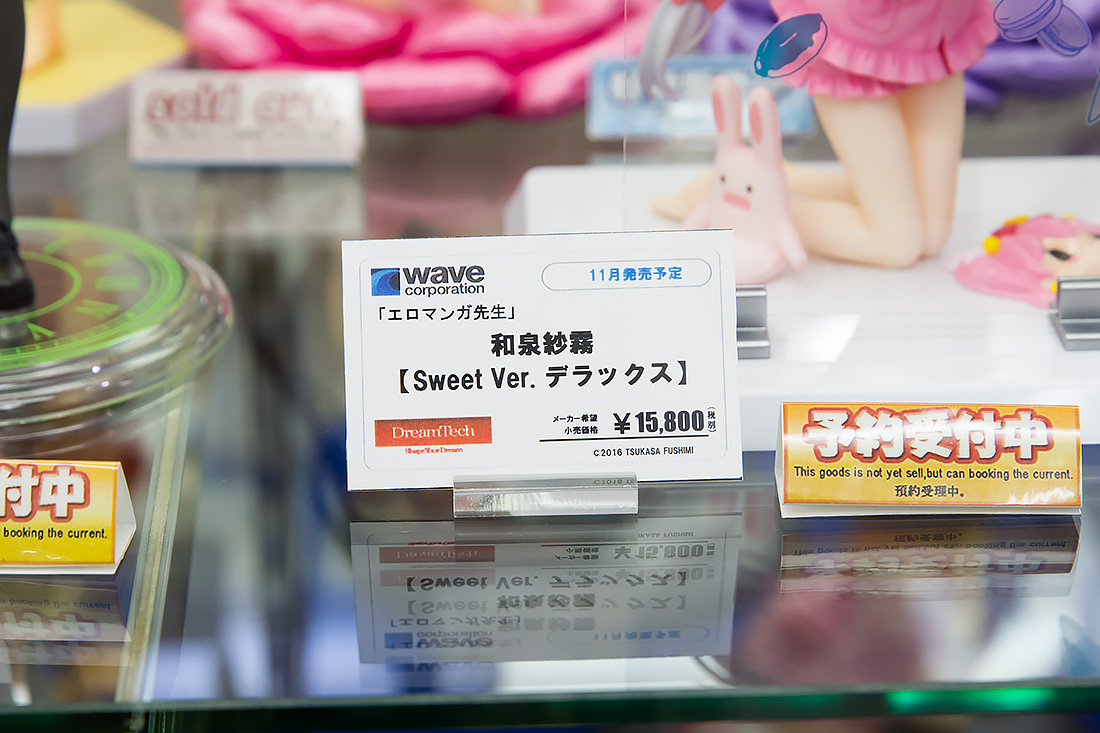 wave
corporation
11月発売予定
「エロマンガ先生」
和泉紗霧
【Sweet Ver. デラックス】
DreamTech
Shape Your Dream
メーカー希望
小売価格
¥15,800(税別)
©2016 TSUKASA FUSHIMI
予約受付中
This goods is not yet sell,but can booking the current.
預約受理中。
付中
booking the current.